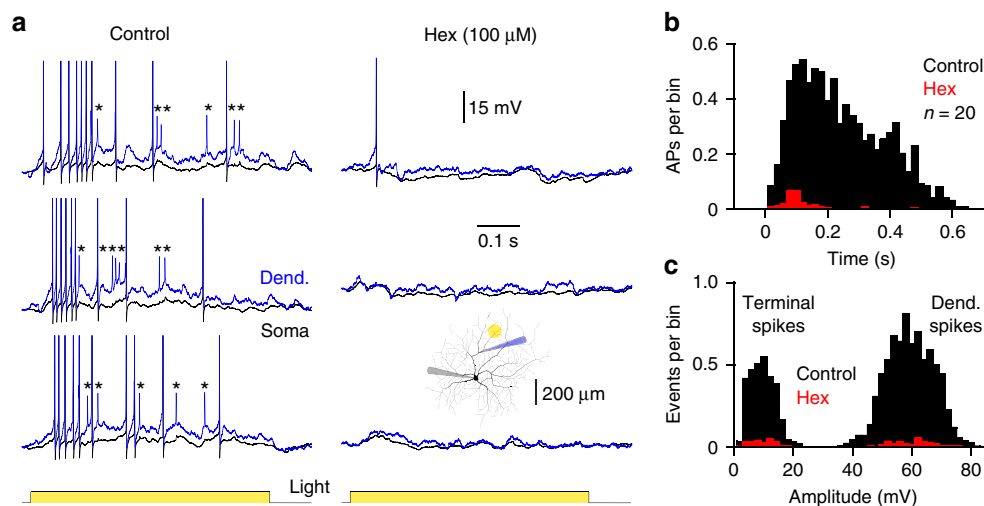 a
Control
Hex (100 μM)
* ** * **
15 mV
* *** **
0.1 s
Dend.
Soma
** * * *
200 μm
Light
b
0.6
0.4
0.2
0
APs per bin
Control
Hex
n = 20
0 0.2 0.4 0.6
Time (s)
c
1.0
0.5
0
Events per bin
Terminal
spikes
Dend.
spikes
Control
Hex
0 20 40 60 80
Amplitude (mV)